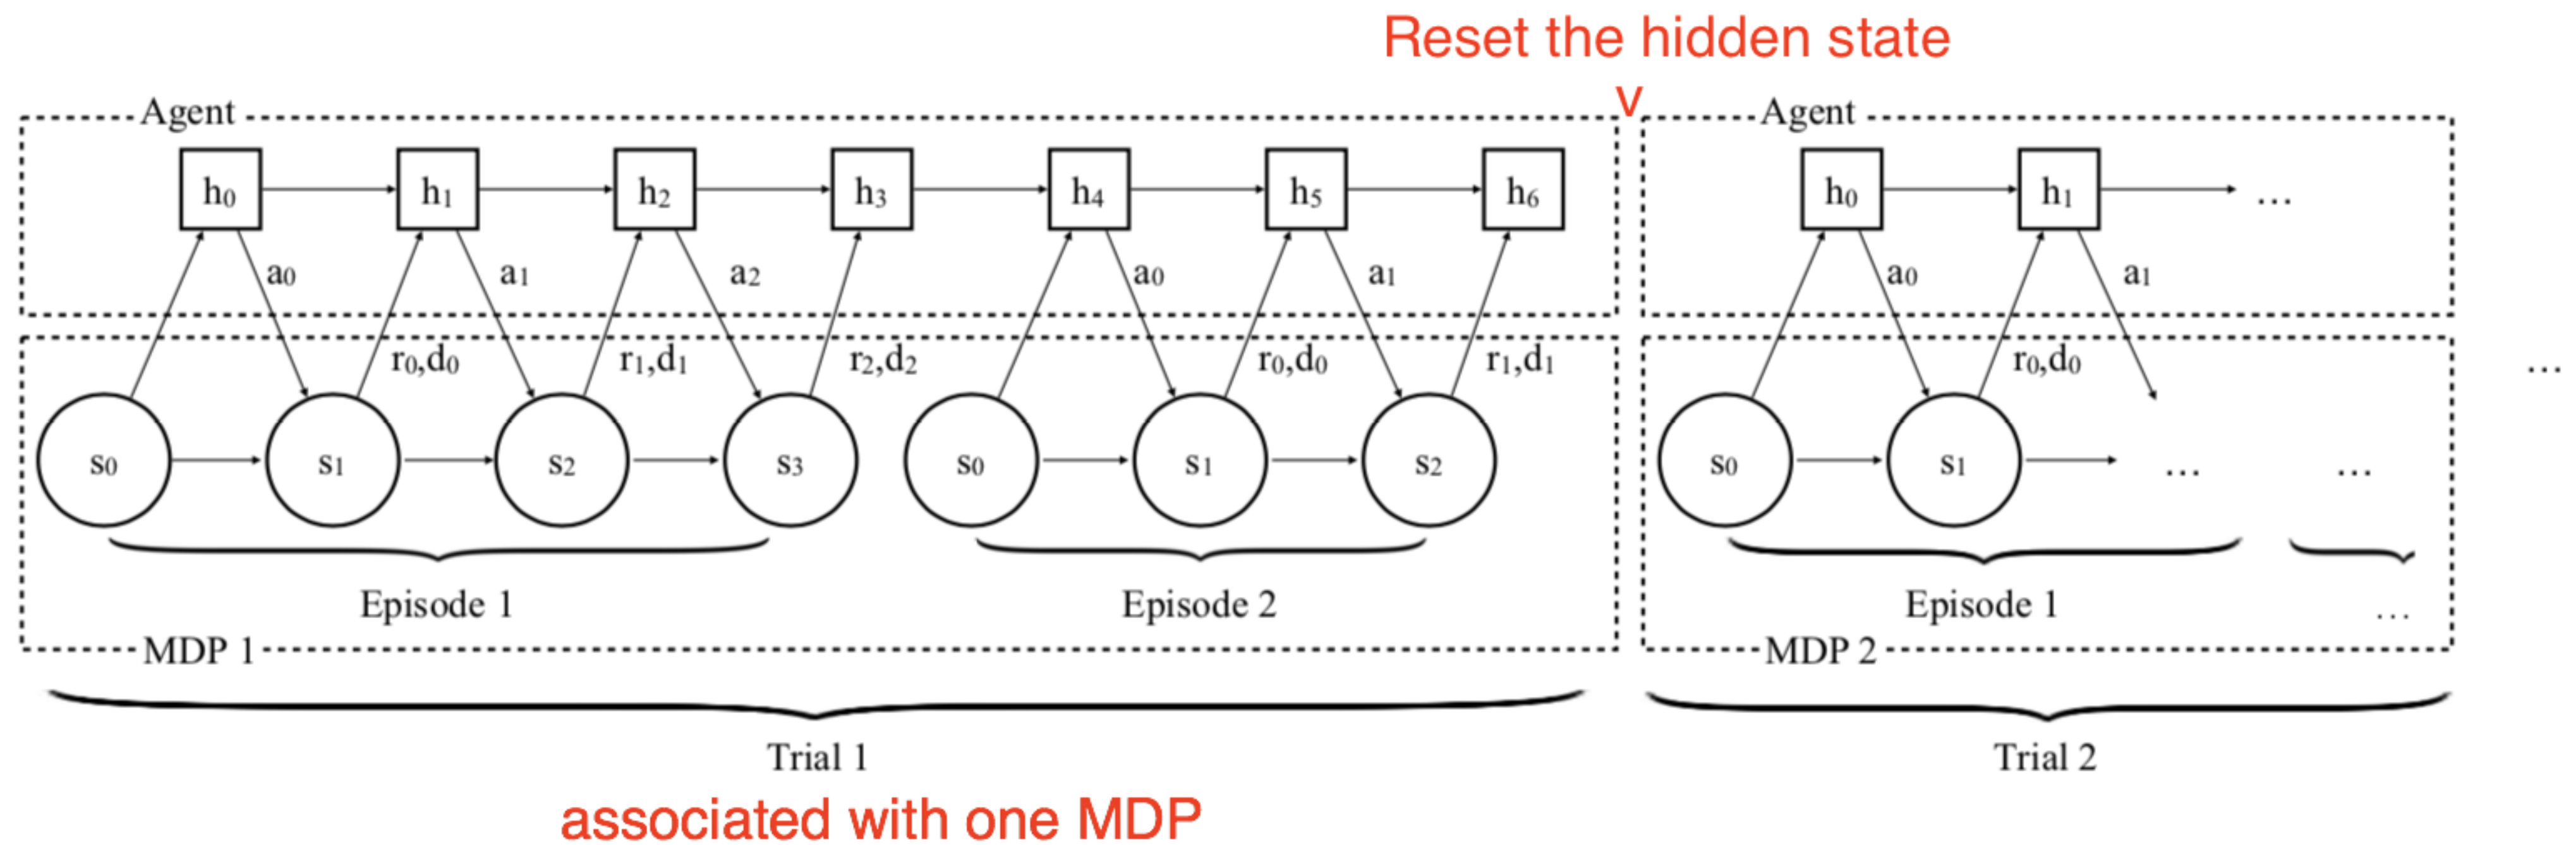 Reset the hidden state
v
Agent Agent
h0 h1 h2 h3 h4 h5 h6 h0 h1 ...
a0 a1 a2 a0 a1 a0 a1
r0,d0 r1,d1 r2,d2 r0,d0 r1,d1 r0,d0 ...
s0 s1 s2 s3 s0 s1 s2 s0 s1 ... ...
Episode 1 Episode 2 Episode 1 ...
MDP 1 MDP 2
Trial 1 Trial 2
associated with one MDP